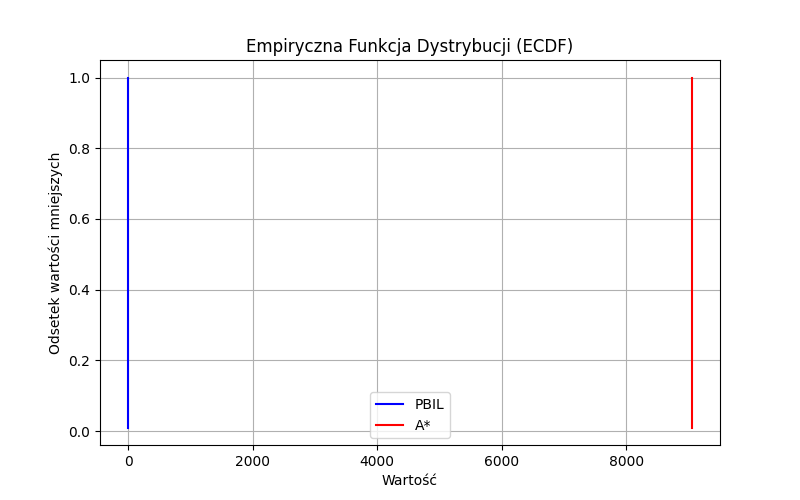 Empiryczna Funkcja Dystrybucji (ECDF)
1.0
0.8
0.6
0.4
0.2
0.0
Odsetek wartości mniejszych
PBIL
A*
0 2000 4000 6000 8000
Wartość